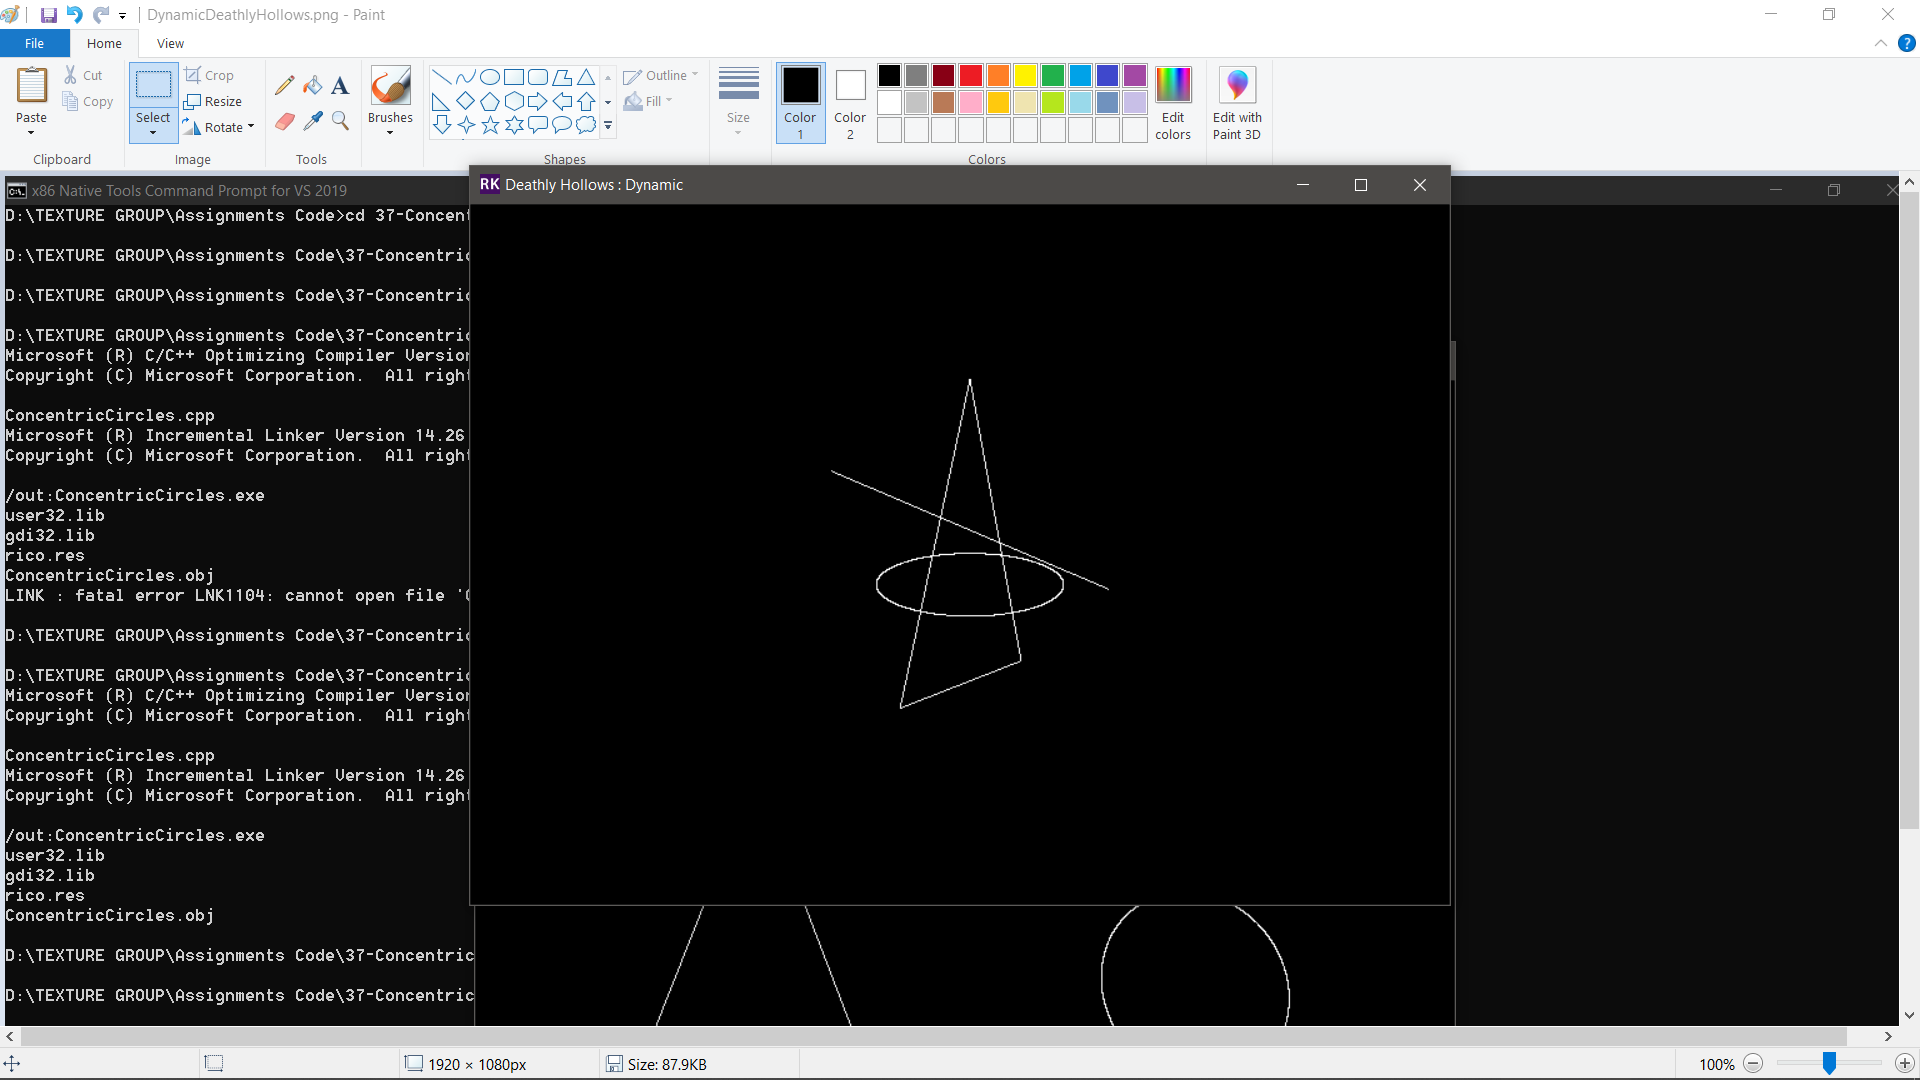 DynamicDeathlyHollows.png - Paint
File Home View
Paste
Cut
Copy
Clipboard
Select
Crop
Resize
Rotate
Image
A
Tools
Brushes
Shapes
Outline
Fill
Size
Color 1
Color 2
Colors
Edit colors
Edit with Paint 3D
x86 Native Tools Command Prompt for VS 2019
D:\TEXTURE GROUP\Assignments Code>cd 37-Concent
D:\TEXTURE GROUP\Assignments Code\37-Concentric
D:\TEXTURE GROUP\Assignments Code\37-Concentric
D:\TEXTURE GROUP\Assignments Code\37-Concentric
Microsoft (R) C/C++ Optimizing Compiler Version
Copyright (C) Microsoft Corporation.  All right
ConcentricCircles.cpp
Microsoft (R) Incremental Linker Version 14.26
Copyright (C) Microsoft Corporation.  All right
/out:ConcentricCircles.exe
user32.lib
gdi32.lib
rico.res
ConcentricCircles.obj
LINK : fatal error LNK1104: cannot open file '
D:\TEXTURE GROUP\Assignments Code\37-Concentric
D:\TEXTURE GROUP\Assignments Code\37-Concentric
Microsoft (R) C/C++ Optimizing Compiler Version
Copyright (C) Microsoft Corporation.  All right
ConcentricCircles.cpp
Microsoft (R) Incremental Linker Version 14.26
Copyright (C) Microsoft Corporation.  All right
/out:ConcentricCircles.exe
user32.lib
gdi32.lib
rico.res
ConcentricCircles.obj
D:\TEXTURE GROUP\Assignments Code\37-Concentric
D:\TEXTURE GROUP\Assignments Code\37-Concentric
RK Deathly Hollows : Dynamic
1920 × 1080px
Size: 87.9KB
100%